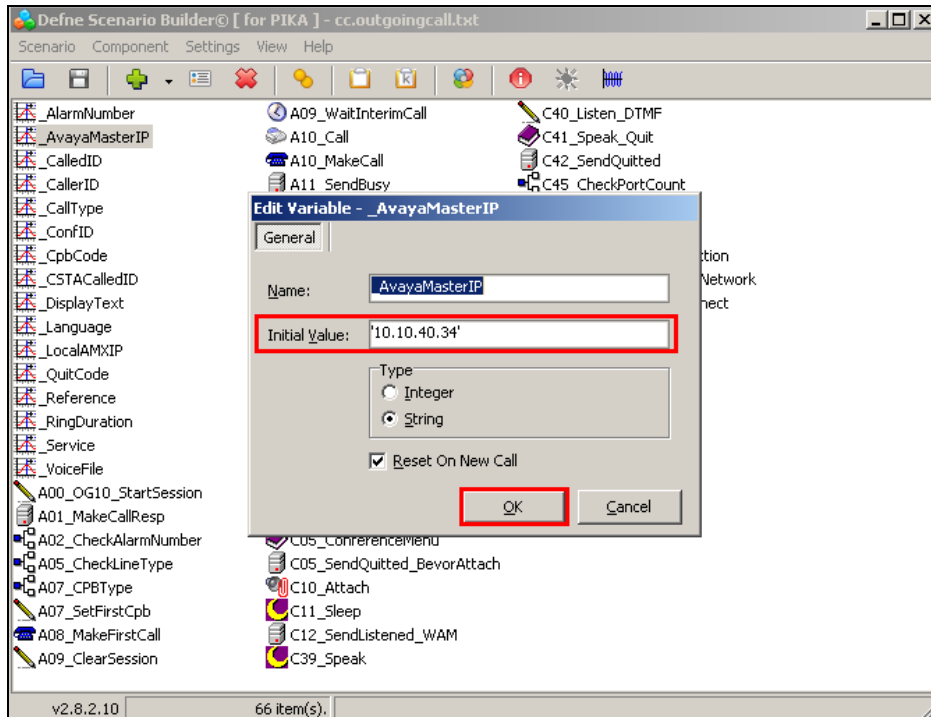 Defne Scenario Builder© [ for PIKA ] - cc.outgoingcall.txt
Scenario Component Settings View Help
_AlarmNumber
_AvayaMasterIP
_CalledID
_CallerID
_CallType
_ConfID
_CpbCode
_CSTACalledID
_DisplayText
_Language
_LocalAMXIP
_QuitCode
_Reference
_RingDuration
_Service
_VoiceFile
A00_OG10_StartSession
A01_MakeCallResp
A02_CheckAlarmNumber
A05_CheckLineType
A07_CPBType
A07_SetFirstCpb
A08_MakeFirstCall
A09_ClearSession
A09_WaitInterimCall
A10_Call
A10_MakeCall
A11_SendBusy
C05_ConferenceMenu
C05_SendQuitted_BevorAttach
C10_Attach
C11_Sleep
C12_SendListened_WAM
C39_Speak
C40_Listen_DTMF
C41_Speak_Quit
C42_SendQuitted
C45_CheckPortCount
ction
Network
nect
Edit Variable - _AvayaMasterIP
General
Name: _AvayaMasterIP
Initial Value: '10.10.40.34'
Type
Integer
String
Reset On New Call
OK Cancel
v2.8.2.10 66 item(s).